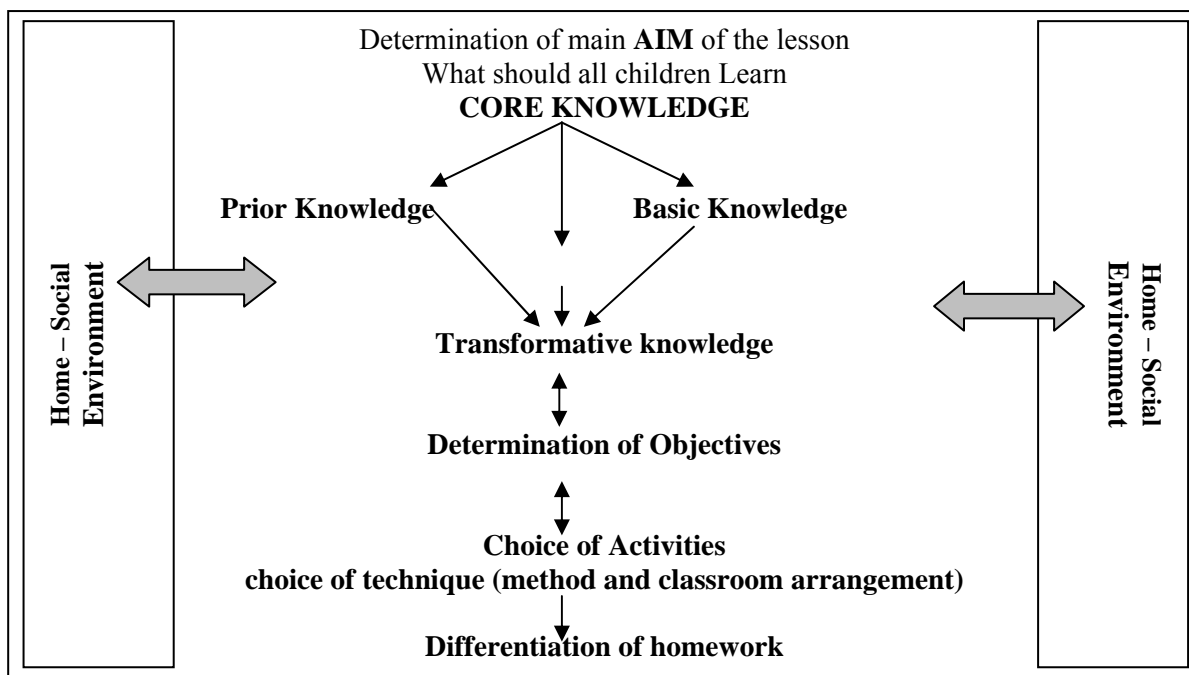 Determination of main AIM of the lesson
What should all children Learn
CORE KNOWLEDGE
Prior Knowledge
Basic Knowledge
Home – Social
Environment
Home – Social
Environment
Transformative knowledge
Determination of Objectives
Choice of Activities
choice of technique (method and classroom arrangement)
Differentiation of homework